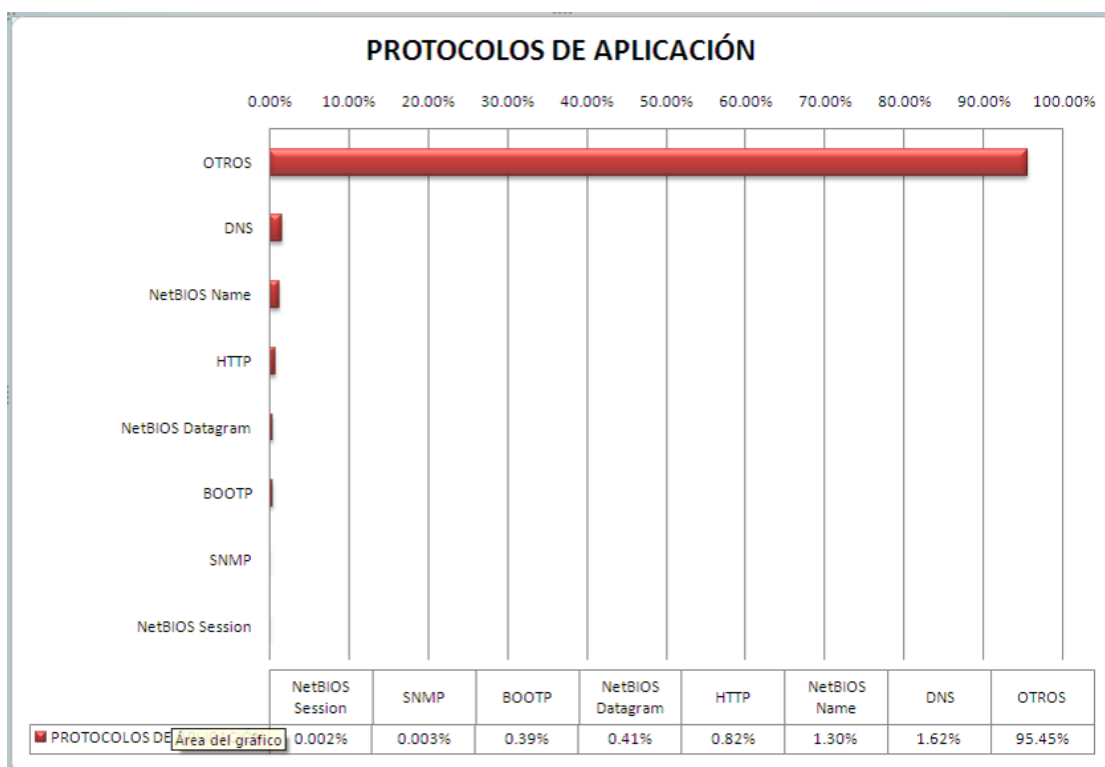 PROTOCOLOS DE APLICACIÓN
0.00% 10.00% 20.00% 30.00% 40.00% 50.00% 60.00% 70.00% 80.00% 90.00% 100.00%
OTROS
DNS
NetBIOS Name
HTTP
NetBIOS Datagram
BOOTP
SNMP
NetBIOS Session
NetBIOS Session SNMP BOOTP NetBIOS Datagram HTTP NetBIOS Name DNS OTROS
PROTOCOLOS DE Área del gráfico 0.002% 0.003% 0.39% 0.41% 0.82% 1.30% 1.62% 95.45%